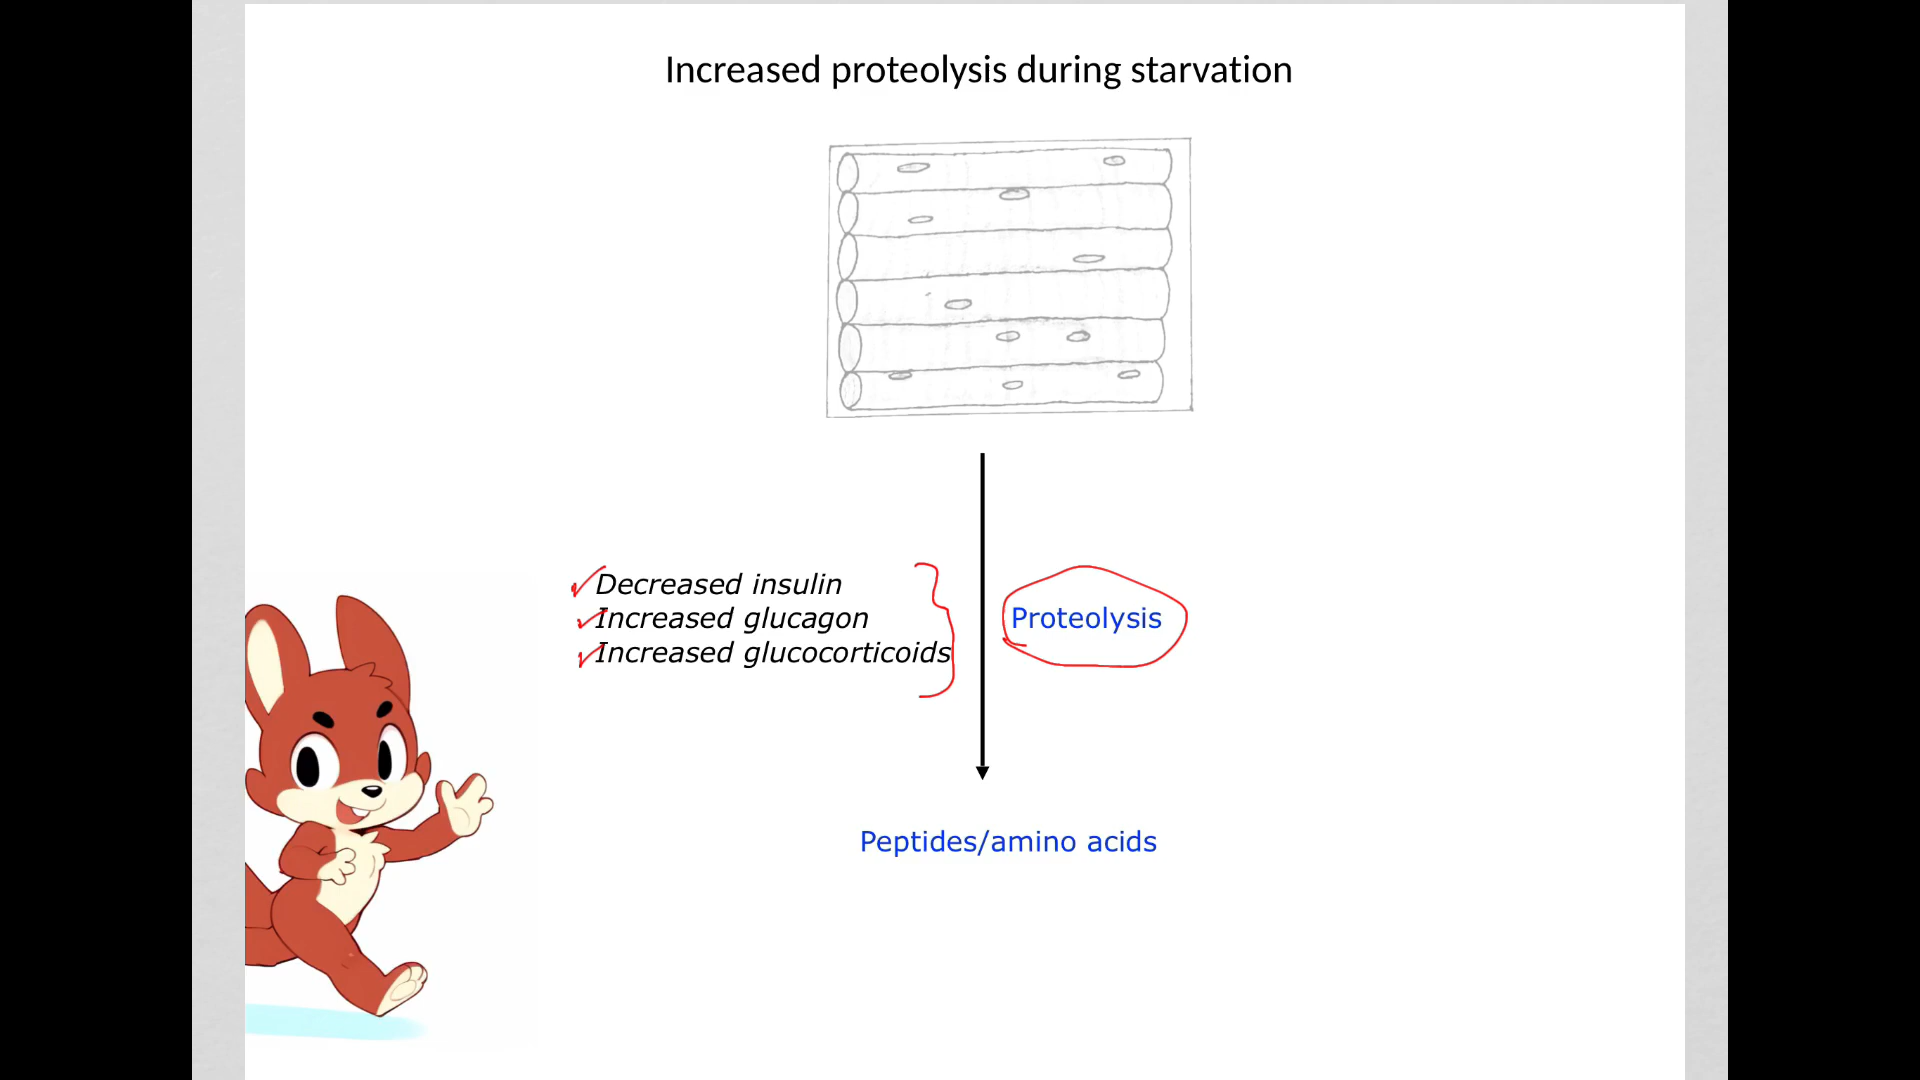 Increased proteolysis during starvation
Decreased insulin
Increased glucagon
Increased glucocorticoids
Proteolysis
Peptides/amino acids